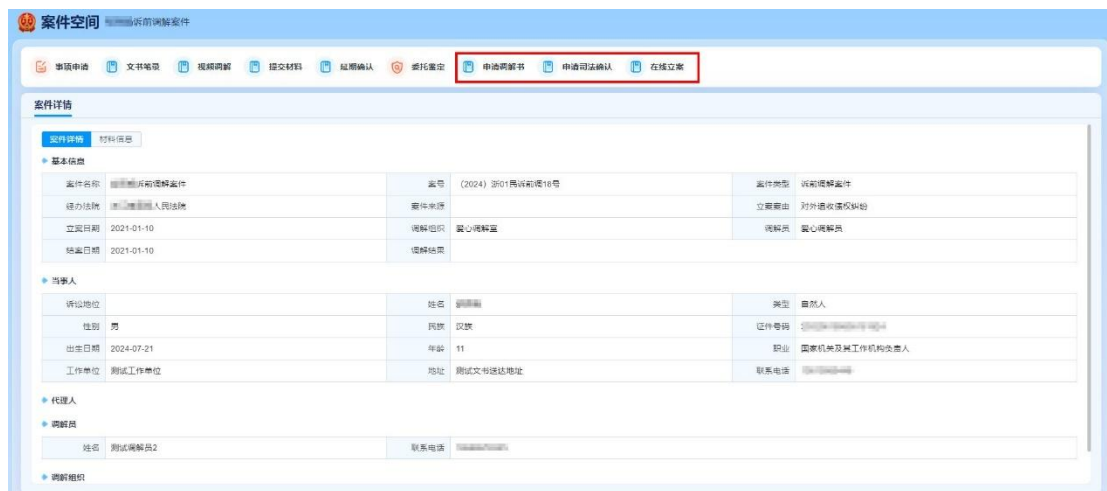 案件空间 诉前调解案件
事项申请 文书笔录 视频调解 提交材料 延期确认 委托鉴定 申请调解书 申请司法确认 在线立案
案件详情
案件详情 材料信息
基本信息
案件名称 诉前调解案件 案号 (2024) 浙01民诉前调18号 案件类型 诉前调解案件
经办法院 人民法院 案件来源 立案案由 对外追收债权纠纷
立案日期 2021-01-10 调解组织 爱心调解室 调解员 爱心调解员
结案日期 2021-01-10 调解结果
当事人
诉讼地位 姓名 类型 自然人
性别 男 民族 汉族 证件号码
出生日期 2024-07-21 年龄 11 职业 国家机关及其工作机构负责人
工作单位 测试工作单位 地址 测试文书送达地址 联系电话
代理人
调解员
姓名 测试调解员2 联系电话
调解组织